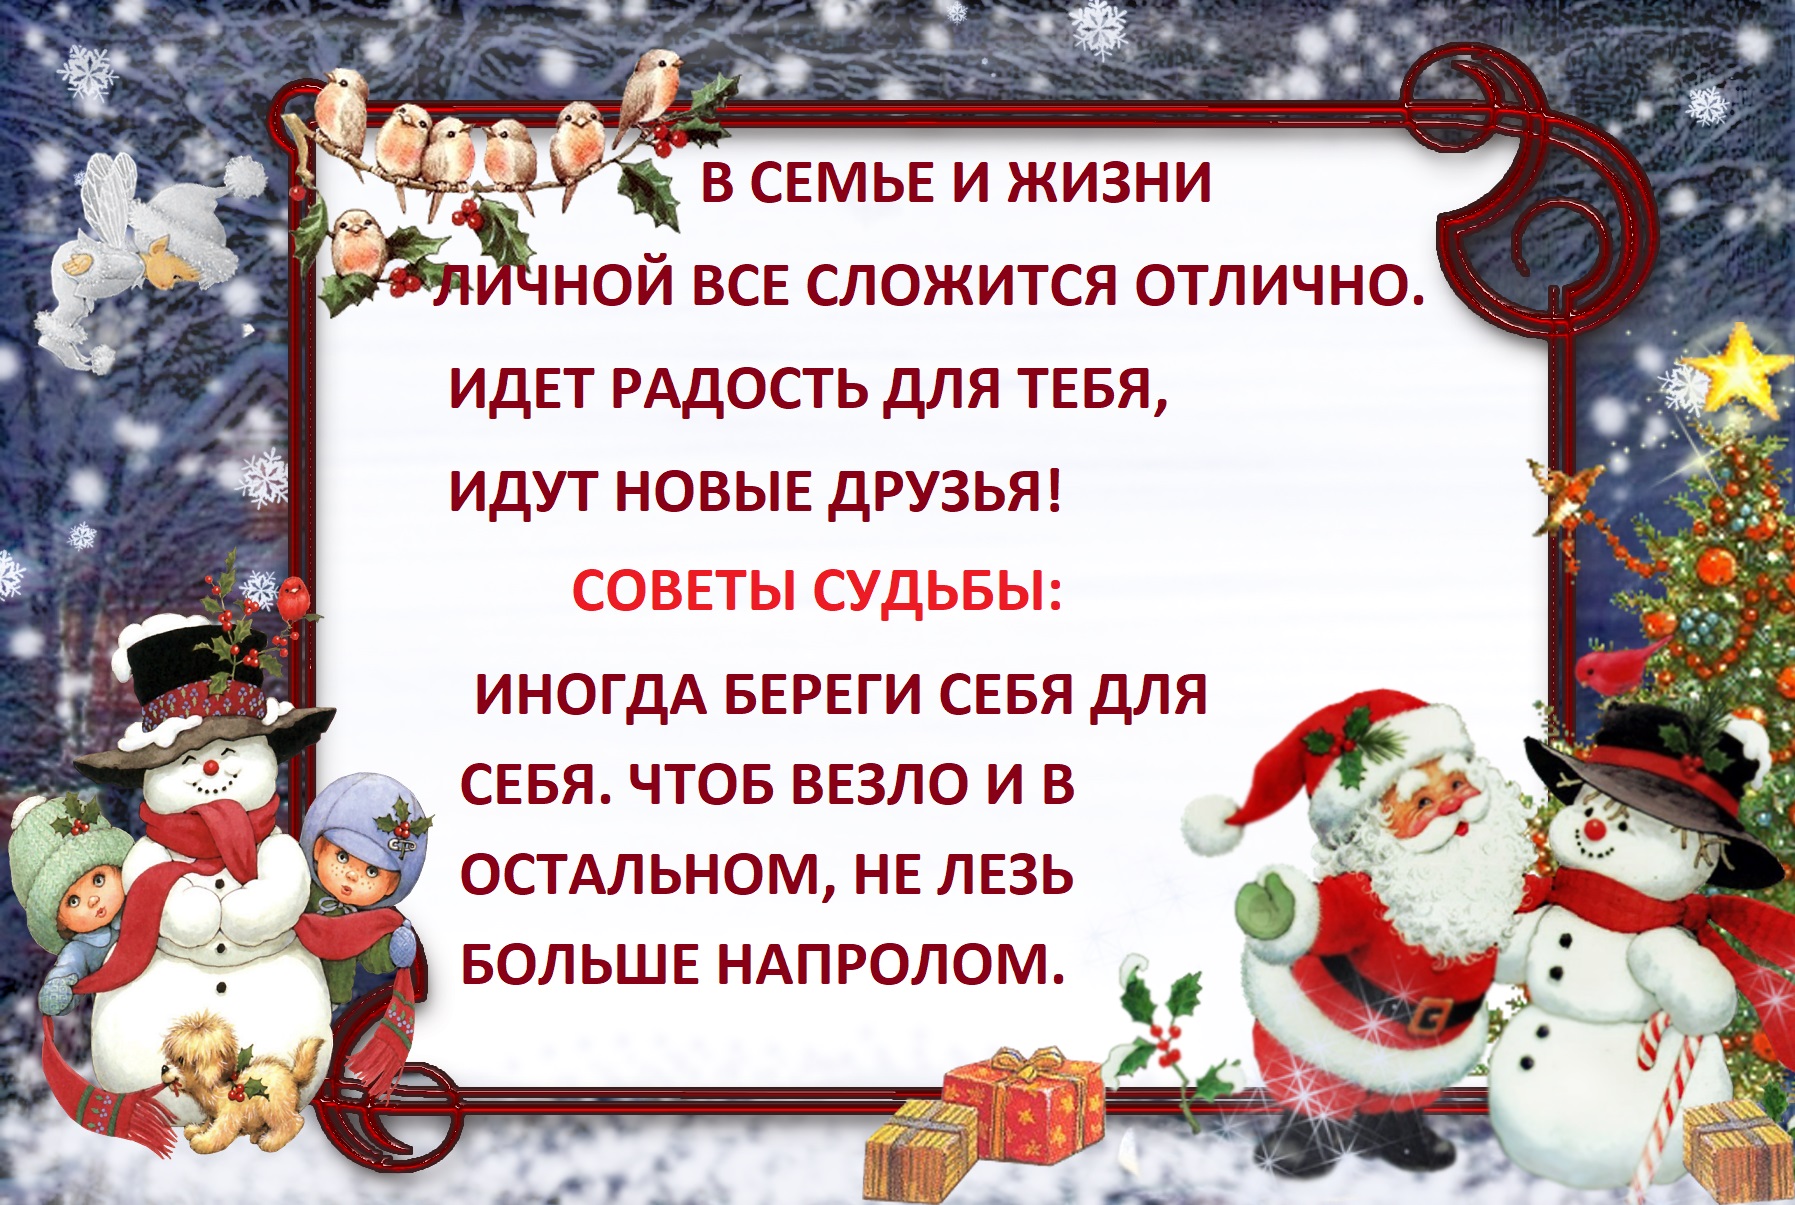 В СЕМЬЕ И ЖИЗНИ
ЛИЧНОЙ ВСЕ СЛОЖИТСЯ ОТЛИЧНО.
ИДЕТ РАДОСТЬ ДЛЯ ТЕБЯ,
ИДУТ НОВЫЕ ДРУЗЬЯ!
СОВЕТЫ СУДЬБЫ:
ИНОГДА БЕРЕГИ СЕБЯ ДЛЯ
СЕБЯ. ЧТОБ ВЕЗЛО И В
ОСТАЛЬНОМ, НЕ ЛЕЗЬ
БОЛЬШЕ НАПРОЛОМ.